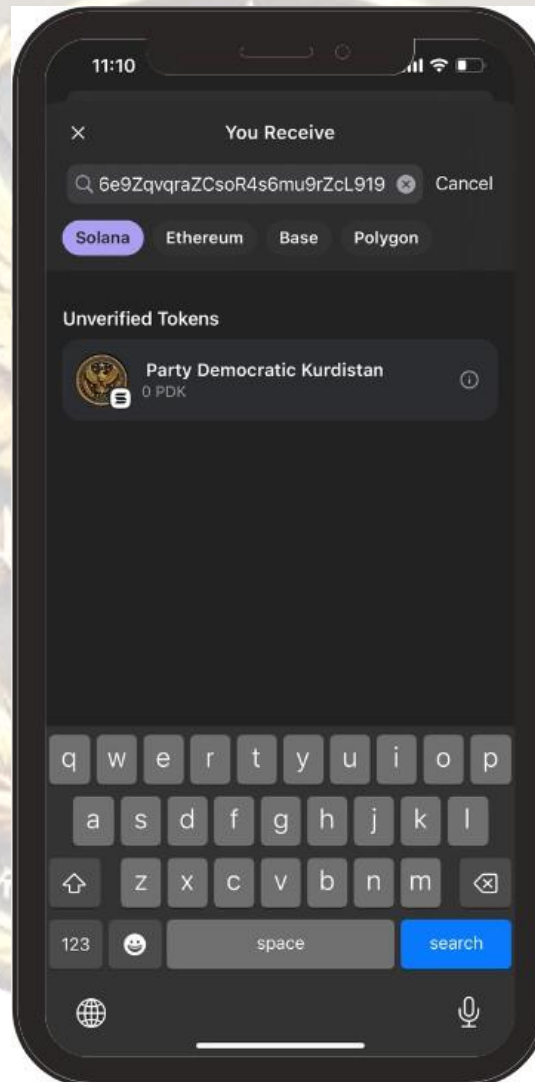 11:10
You Receive
6e9ZqvqraZCsoR4s6mu9rZcL919
Cancel
Solana Ethereum Base Polygon
Unverified Tokens
Party Democratic Kurdistan
0 PDK
q w e r t y u i o p
a s d f g h j k l
z x c v b n m
123 space search